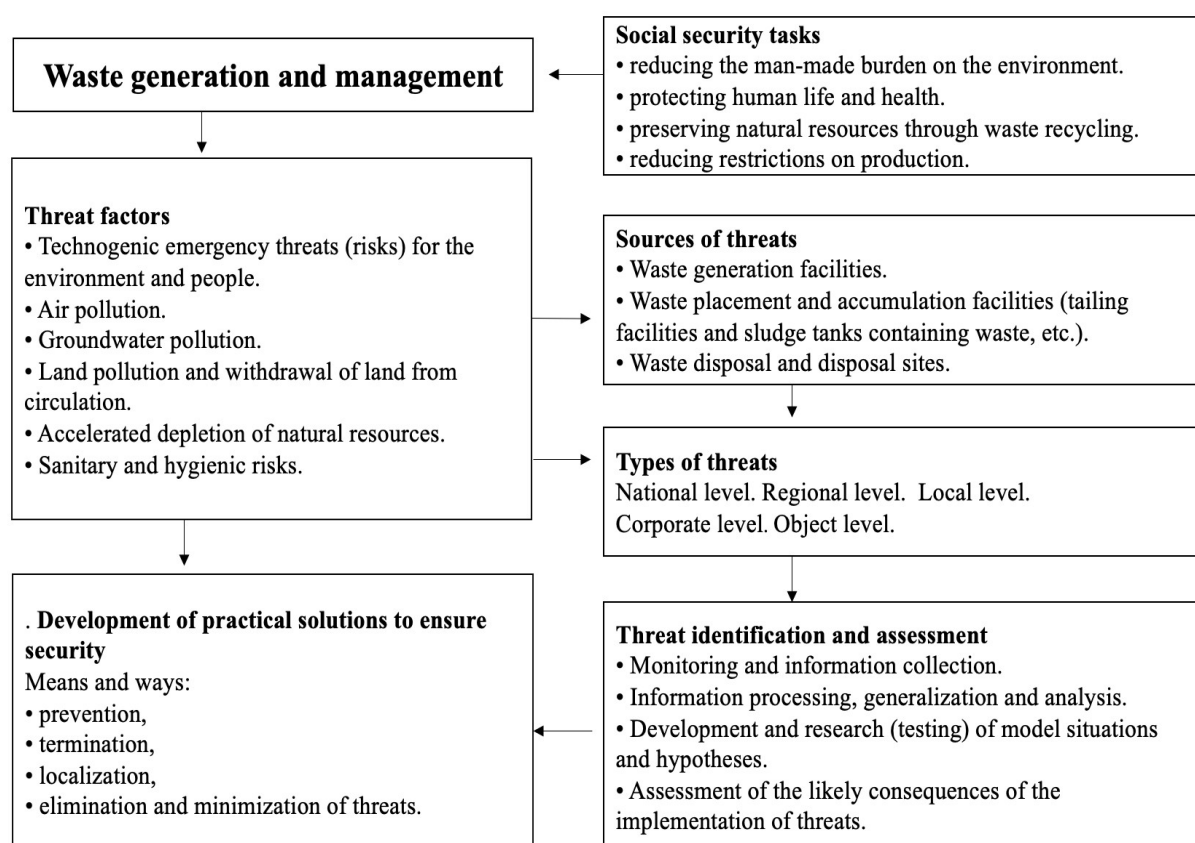 Waste generation and management
Social security tasks
• reducing the man-made burden on the environment.
• protecting human life and health.
• preserving natural resources through waste recycling.
• reducing restrictions on production.
Threat factors
• Technogenic emergency threats (risks) for the
environment and people.
• Air pollution.
• Groundwater pollution.
• Land pollution and withdrawal of land from
circulation.
• Accelerated depletion of natural resources.
• Sanitary and hygienic risks.
Sources of threats
• Waste generation facilities.
• Waste placement and accumulation facilities (tailing
facilities and sludge tanks containing waste, etc.).
• Waste disposal and disposal sites.
Types of threats
National level. Regional level.  Local level.
Corporate level. Object level.
. Development of practical solutions to ensure
security
Means and ways:
• prevention,
• termination,
• localization,
• elimination and minimization of threats.
Threat identification and assessment
• Monitoring and information collection.
• Information processing, generalization and analysis.
• Development and research (testing) of model situations
and hypotheses.
• Assessment of the likely consequences of the
implementation of threats.